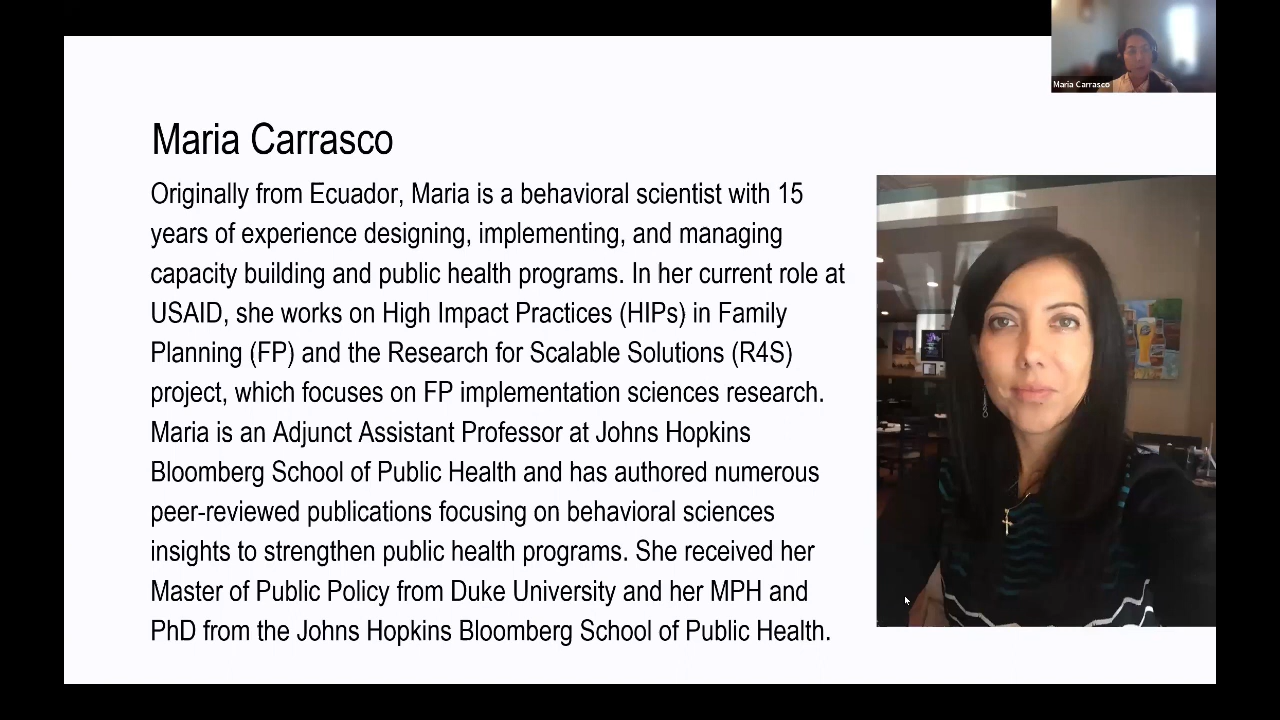 Maria Carrasco
Maria Carrasco
Originally from Ecuador, Maria is a behavioral scientist with 15
years of experience designing, implementing, and managing
capacity building and public health programs. In her current role at
USAID, she works on High Impact Practices (HIPs) in Family
Planning (FP) and the Research for Scalable Solutions (R4S)
project, which focuses on FP implementation sciences research.
Maria is an Adjunct Assistant Professor at Johns Hopkins
Bloomberg School of Public Health and has authored numerous
peer-reviewed publications focusing on behavioral sciences
insights to strengthen public health programs. She received her
Master of Public Policy from Duke University and her MPH and
PhD from the Johns Hopkins Bloomberg School of Public Health.